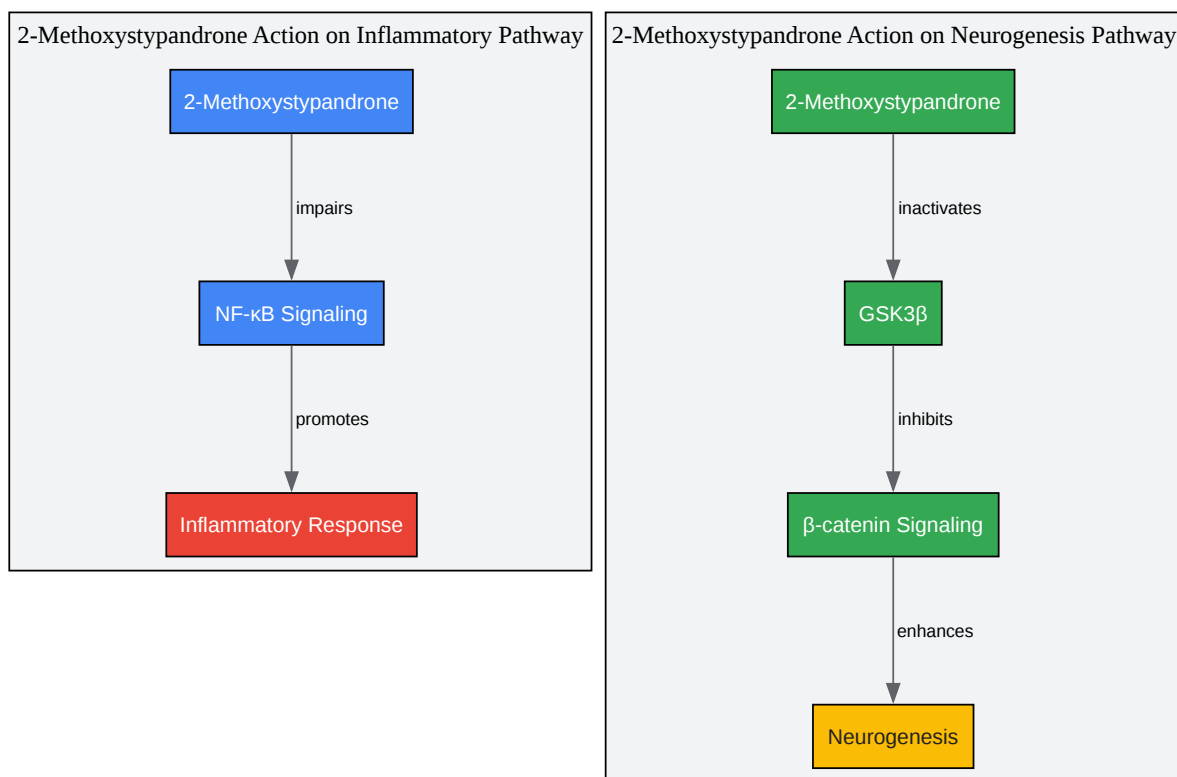 2-Methoxystypandrone Action on Inflammatory Pathway
2-Methoxystypandrone
impairs
NF-κB Signaling
promotes
Inflammatory Response
2-Methoxystypandrone Action on Neurogenesis Pathway
2-Methoxystypandrone
inactivates
GSK3β
inhibits
β-catenin Signaling
enhances
Neurogenesis